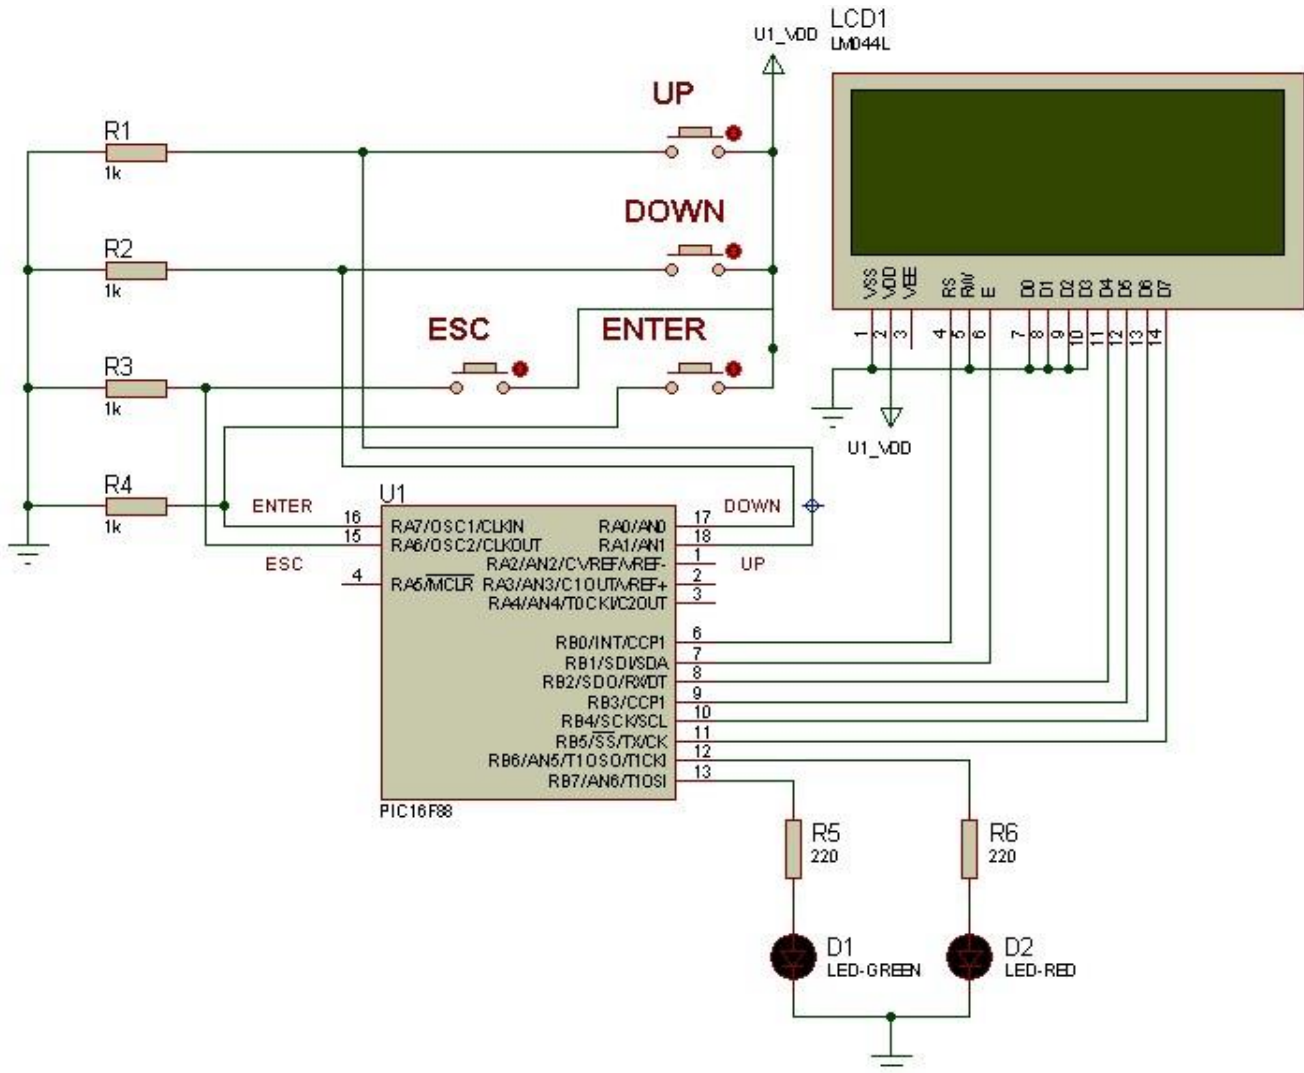 LCD1
LM044L
U1_VDD
UP
R1
1k
DOWN
R2
1k
ESC
ENTER
R3
1k
VSS
VDD
VEE
RS
RW
E
D0
D1
D2
D3
D4
D5
D6
D7
1
2
3
4
5
6
7
8
9
10
11
12
13
14
U1_VDD
R4
1k
U1
ENTER
ESC
DOWN
UP
16 RA7/OSC1/CLKIN
15 RA6/OSC2/CLKOUT
4 RA5/MCLR
RA0/AN0 17
RA1/AN1 18
RA2/AN2/CVREF/VREF- 1
RA3/AN3/C1OUT/VREF+ 2
RA4/AN4/T0CKI/C2OUT 3
RB0/INT/CCP1 6
RB1/SDI/SDA 7
RB2/SDO/RX/DT 8
RB3/CCP1 9
RB4/SCK/SCL 10
RB5/SS/TX/CK 11
RB6/AN5/T1OSO/T1CKI 12
RB7/AN6/T1OSI 13
PIC16F88
R5
220
R6
220
D1
LED-GREEN
D2
LED-RED